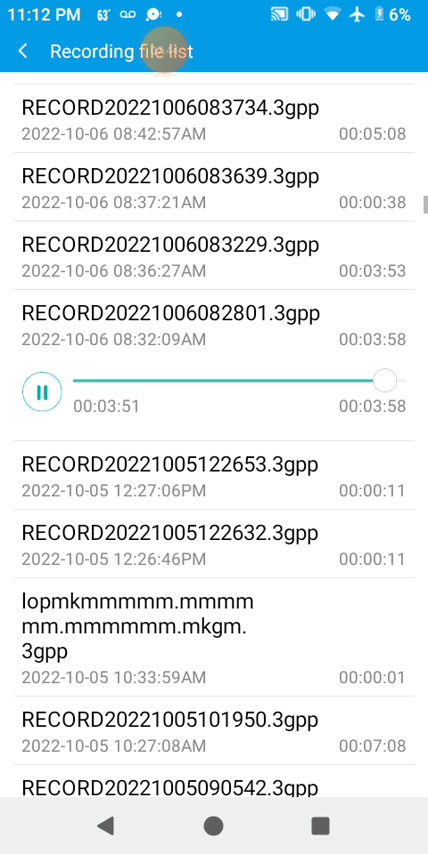 11:12 PM 63° 6%
Recording file list
RECORD20221006083734.3gpp
2022-10-06 08:42:57AM 00:05:08
RECORD20221006083639.3gpp
2022-10-06 08:37:21AM 00:00:38
RECORD20221006083229.3gpp
2022-10-06 08:36:27AM 00:03:53
RECORD20221006082801.3gpp
2022-10-06 08:32:09AM 00:03:58
00:03:51 00:03:58
RECORD20221005122653.3gpp
2022-10-05 12:27:06PM 00:00:11
RECORD20221005122632.3gpp
2022-10-05 12:26:46PM 00:00:11
lopmkmmmmm.mmmm
mm.mmmmmm.mkgm.
3gpp
2022-10-05 10:33:59AM 00:00:01
RECORD20221005101950.3gpp
2022-10-05 10:27:08AM 00:07:08
RECORD20221005090542.3gpp